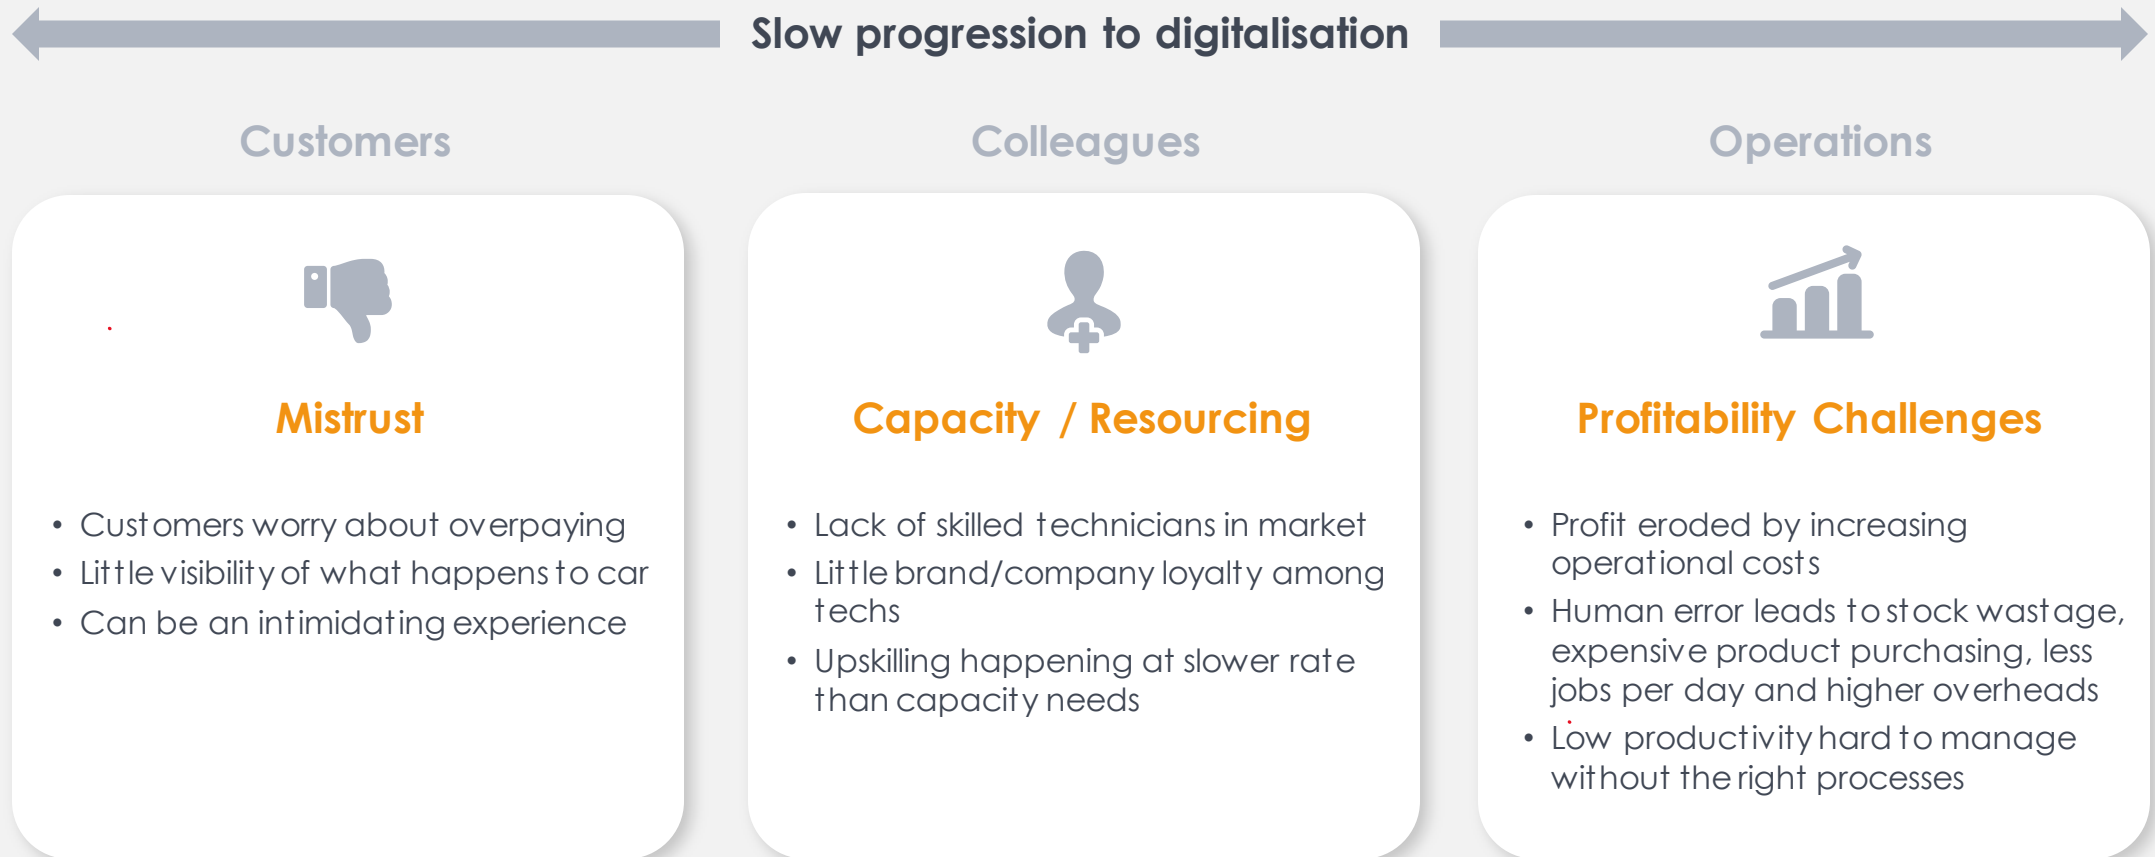 Slow progression to digitalisation
Customers
Colleagues
Operations
Mistrust
• Customers worry about overpaying
• Little visibility of what happens to car
• Can be an intimidating experience
Capacity / Resourcing
• Lack of skilled technicians in market
• Little brand/company loyalty among
techs
• Upskilling happening at slower rate
than capacity needs
Profitability Challenges
• Profit eroded by increasing
operational costs
• Human error leads to stock wastage,
expensive product purchasing, less
jobs per day and higher overheads
• Low productivity hard to manage
without the right processes